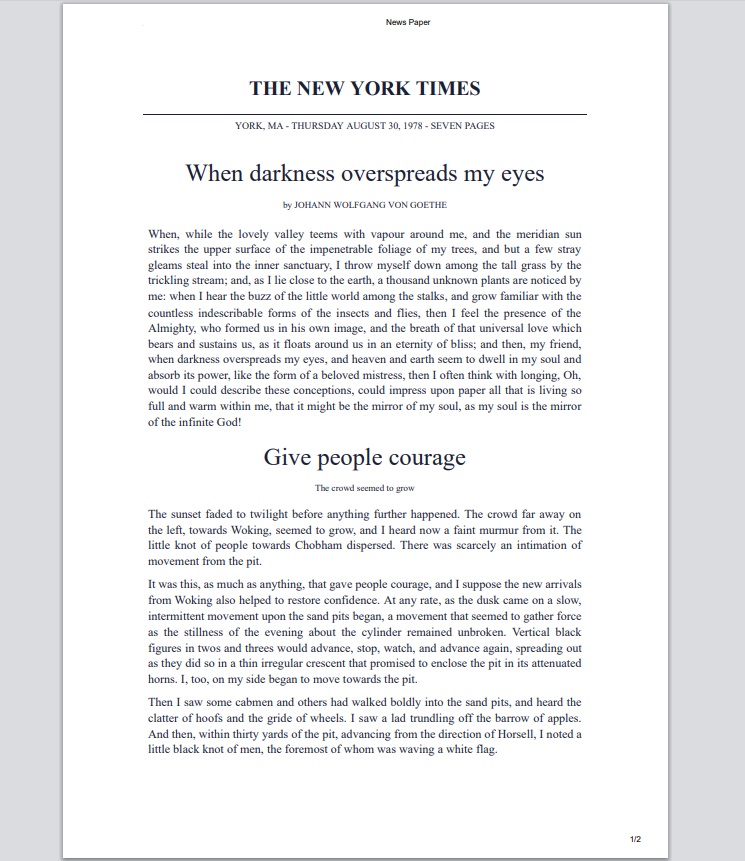 News Paper
THE NEW YORK TIMES
YORK, MA - THURSDAY AUGUST 30, 1978 - SEVEN PAGES
When darkness overspreads my eyes
by JOHANN WOLFGANG VON GOETHE
When, while the lovely valley teems with vapour around me, and the meridian sun
strikes the upper surface of the impenetrable foliage of my trees, and but a few stray
gleams steal into the inner sanctuary, I throw myself down among the tall grass by the
trickling stream; and, as I lie close to the earth, a thousand unknown plants are noticed by
me: when I hear the buzz of the little world among the stalks, and grow familiar with the
countless indescribable forms of the insects and flies, then I feel the presence of the
Almighty, who formed us in his own image, and the breath of that universal love which
bears and sustains us, as it floats around us in an eternity of bliss; and then, my friend,
when darkness overspreads my eyes, and heaven and earth seem to dwell in my soul and
absorb its power, like the form of a beloved mistress, then I often think with longing, Oh,
would I could describe these conceptions, could impress upon paper all that is living so
full and warm within me, that it might be the mirror of my soul, as my soul is the mirror
of the infinite God!
Give people courage
The crowd seemed to grow
The sunset faded to twilight before anything further happened. The crowd far away on
the left, towards Woking, seemed to grow, and I heard now a faint murmur from it. The
little knot of people towards Chobham dispersed. There was scarcely an intimation of
movement from the pit.
It was this, as much as anything, that gave people courage, and I suppose the new arrivals
from Woking also helped to restore confidence. At any rate, as the dusk came on a slow,
intermittent movement upon the sand pits began, a movement that seemed to gather force
as the stillness of the evening about the cylinder remained unbroken. Vertical black
figures in twos and threes would advance, stop, watch, and advance again, spreading out
as they did so in a thin irregular crescent that promised to enclose the pit in its attenuated
horns. I, too, on my side began to move towards the pit.
Then I saw some cabmen and others had walked boldly into the sand pits, and heard the
clatter of hoofs and the gride of wheels. I saw a lad trundling off the barrow of apples.
And then, within thirty yards of the pit, advancing from the direction of Horsell, I noted a
little black knot of men, the foremost of whom was waving a white flag.
1/2